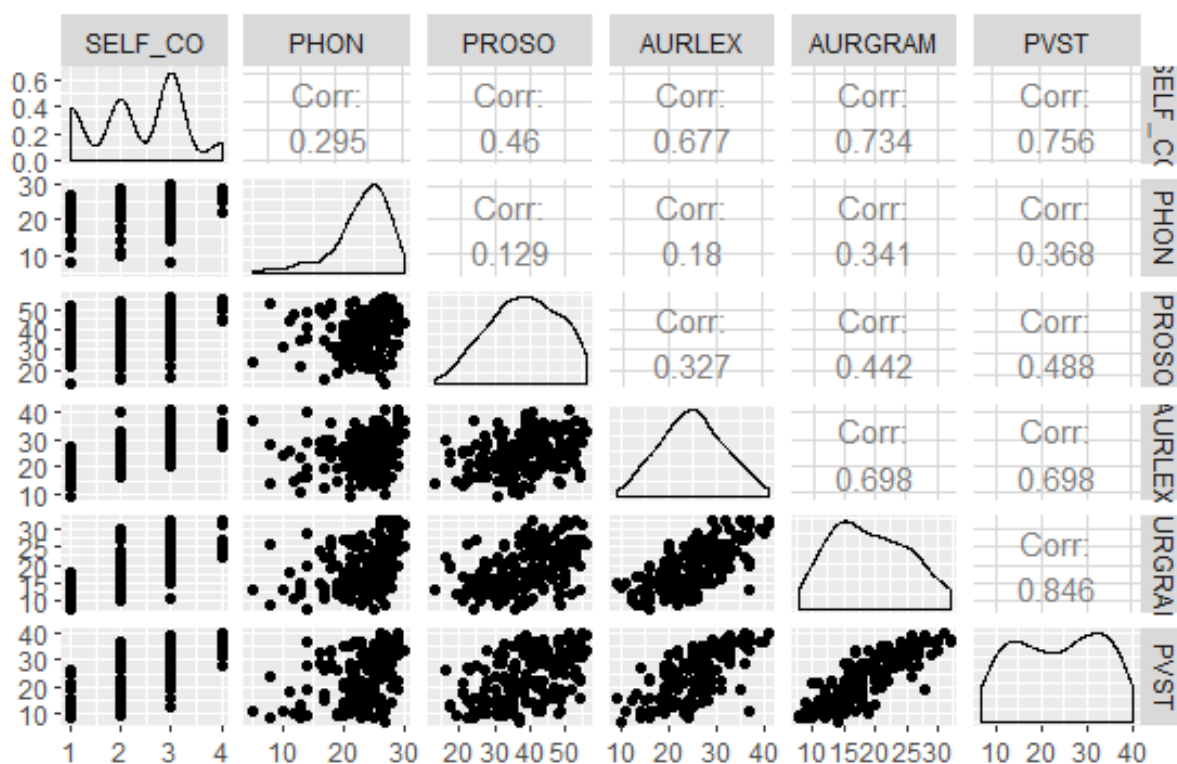 SELF_CO PHON PROSO AURLEX AURGRAM PVST
0.6
0.4
0.2
0.0
Corr: Corr: Corr: Corr: Corr:
0.295 0.46 0.677 0.734 0.756
SELF_C
30
20
10
Corr: Corr: Corr: Corr:
0.129 0.18 0.341 0.368
PHON
50
40
30
20
Corr: Corr: Corr:
0.327 0.442 0.488
PROSO
40
30
20
10
Corr: Corr:
0.698 0.698
AURLEX
30
25
20
15
10
Corr:
0.846
URGRA
40
30
20
10
PVST
1 2 3 4 10 20 30 20 30 40 50 10 20 30 40 10 15 20 25 30 10 20 30 40